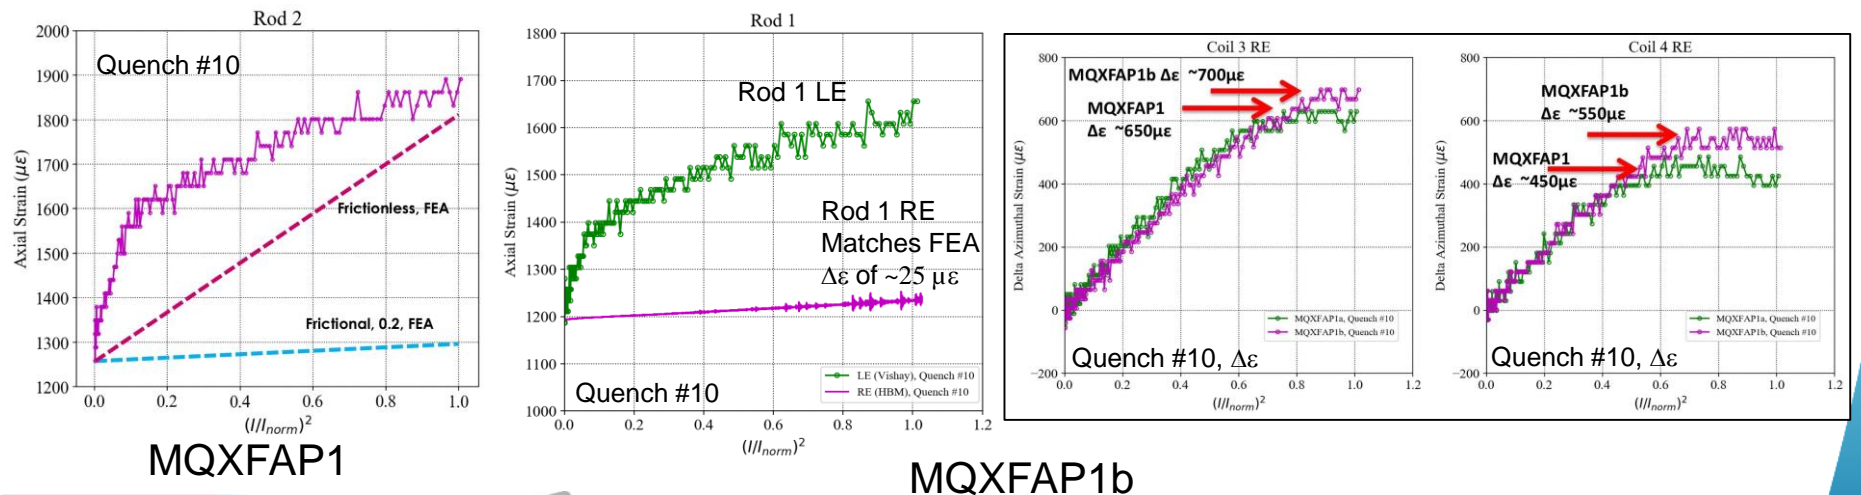 Rod 2
2000
1900
1800
1700
1600
1500
1400
1300
1200
Axial Strain (με)
Quench #10
Frictionless, FEA
Frictional, 0.2, FEA
0.0 0.2 0.4 0.6 0.8 1.0
(I/Inorm)²
MQXFAP1
Rod 1
1800
1700
1600
1500
1400
1300
1200
1100
1000
Axial Strain (με)
Rod 1 LE
Rod 1 RE
Matches FEA
Δε of ~25 με
Quench #10
LE (Vishay), Quench #10
RE (HBM), Quench #10
0.0 0.2 0.4 0.6 0.8 1.0 1.2
(I/Inorm)²
Coil 3 RE
800
600
400
200
0
−200
Delta Azimuthal Strain (με)
MQXFAP1b Δε ~700με
MQXFAP1
Δε ~650με
MQXFAP1a, Quench #10
MQXFAP1b, Quench #10
Quench #10, Δε
0.0 0.2 0.4 0.6 0.8 1.0 1.2
(I/Inorm)²
Coil 4 RE
800
600
400
200
0
−200
Delta Azimuthal Strain (με)
MQXFAP1b
Δε ~550με
MQXFAP1
Δε ~450με
MQXFAP1a, Quench #10
MQXFAP1b, Quench #10
Quench #10, Δε
0.0 0.2 0.4 0.6 0.8 1.0 1.2
(I/Inorm)²
MQXFAP1b